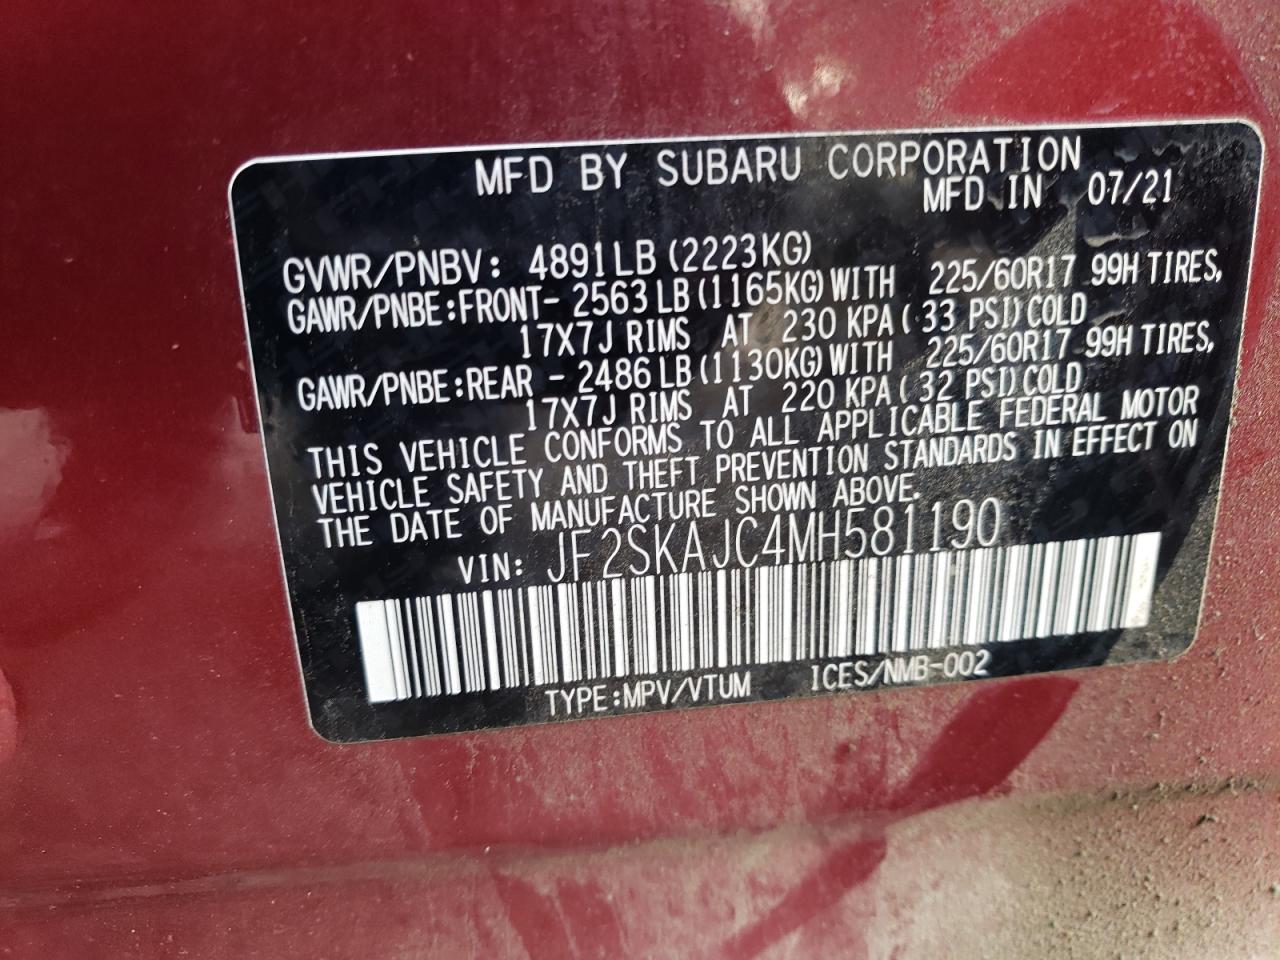 MFD BY SUBARU CORPORATION
MFD IN 07/21
GVWR/PNBV: 4891LB (2223KG)
GAWR/PNBE:FRONT- 2563 LB (1165KG) WITH 225/60R17 99H TIRES,
17X7J RIMS AT 230 KPA ( 33 PSI) COLD
GAWR/PNBE:REAR - 2486 LB (1130KG) WITH 225/60R17 99H TIRES,
17X7J RIMS AT 220 KPA ( 32 PSI) COLD
THIS VEHICLE CONFORMS TO ALL APPLICABLE FEDERAL MOTOR
VEHICLE SAFETY AND THEFT PREVENTION STANDARDS IN EFFECT ON
THE DATE OF MANUFACTURE SHOWN ABOVE.
VIN: JF2SKAJC4MH581190
TYPE:MPV/VTUM ICES/NMB-002